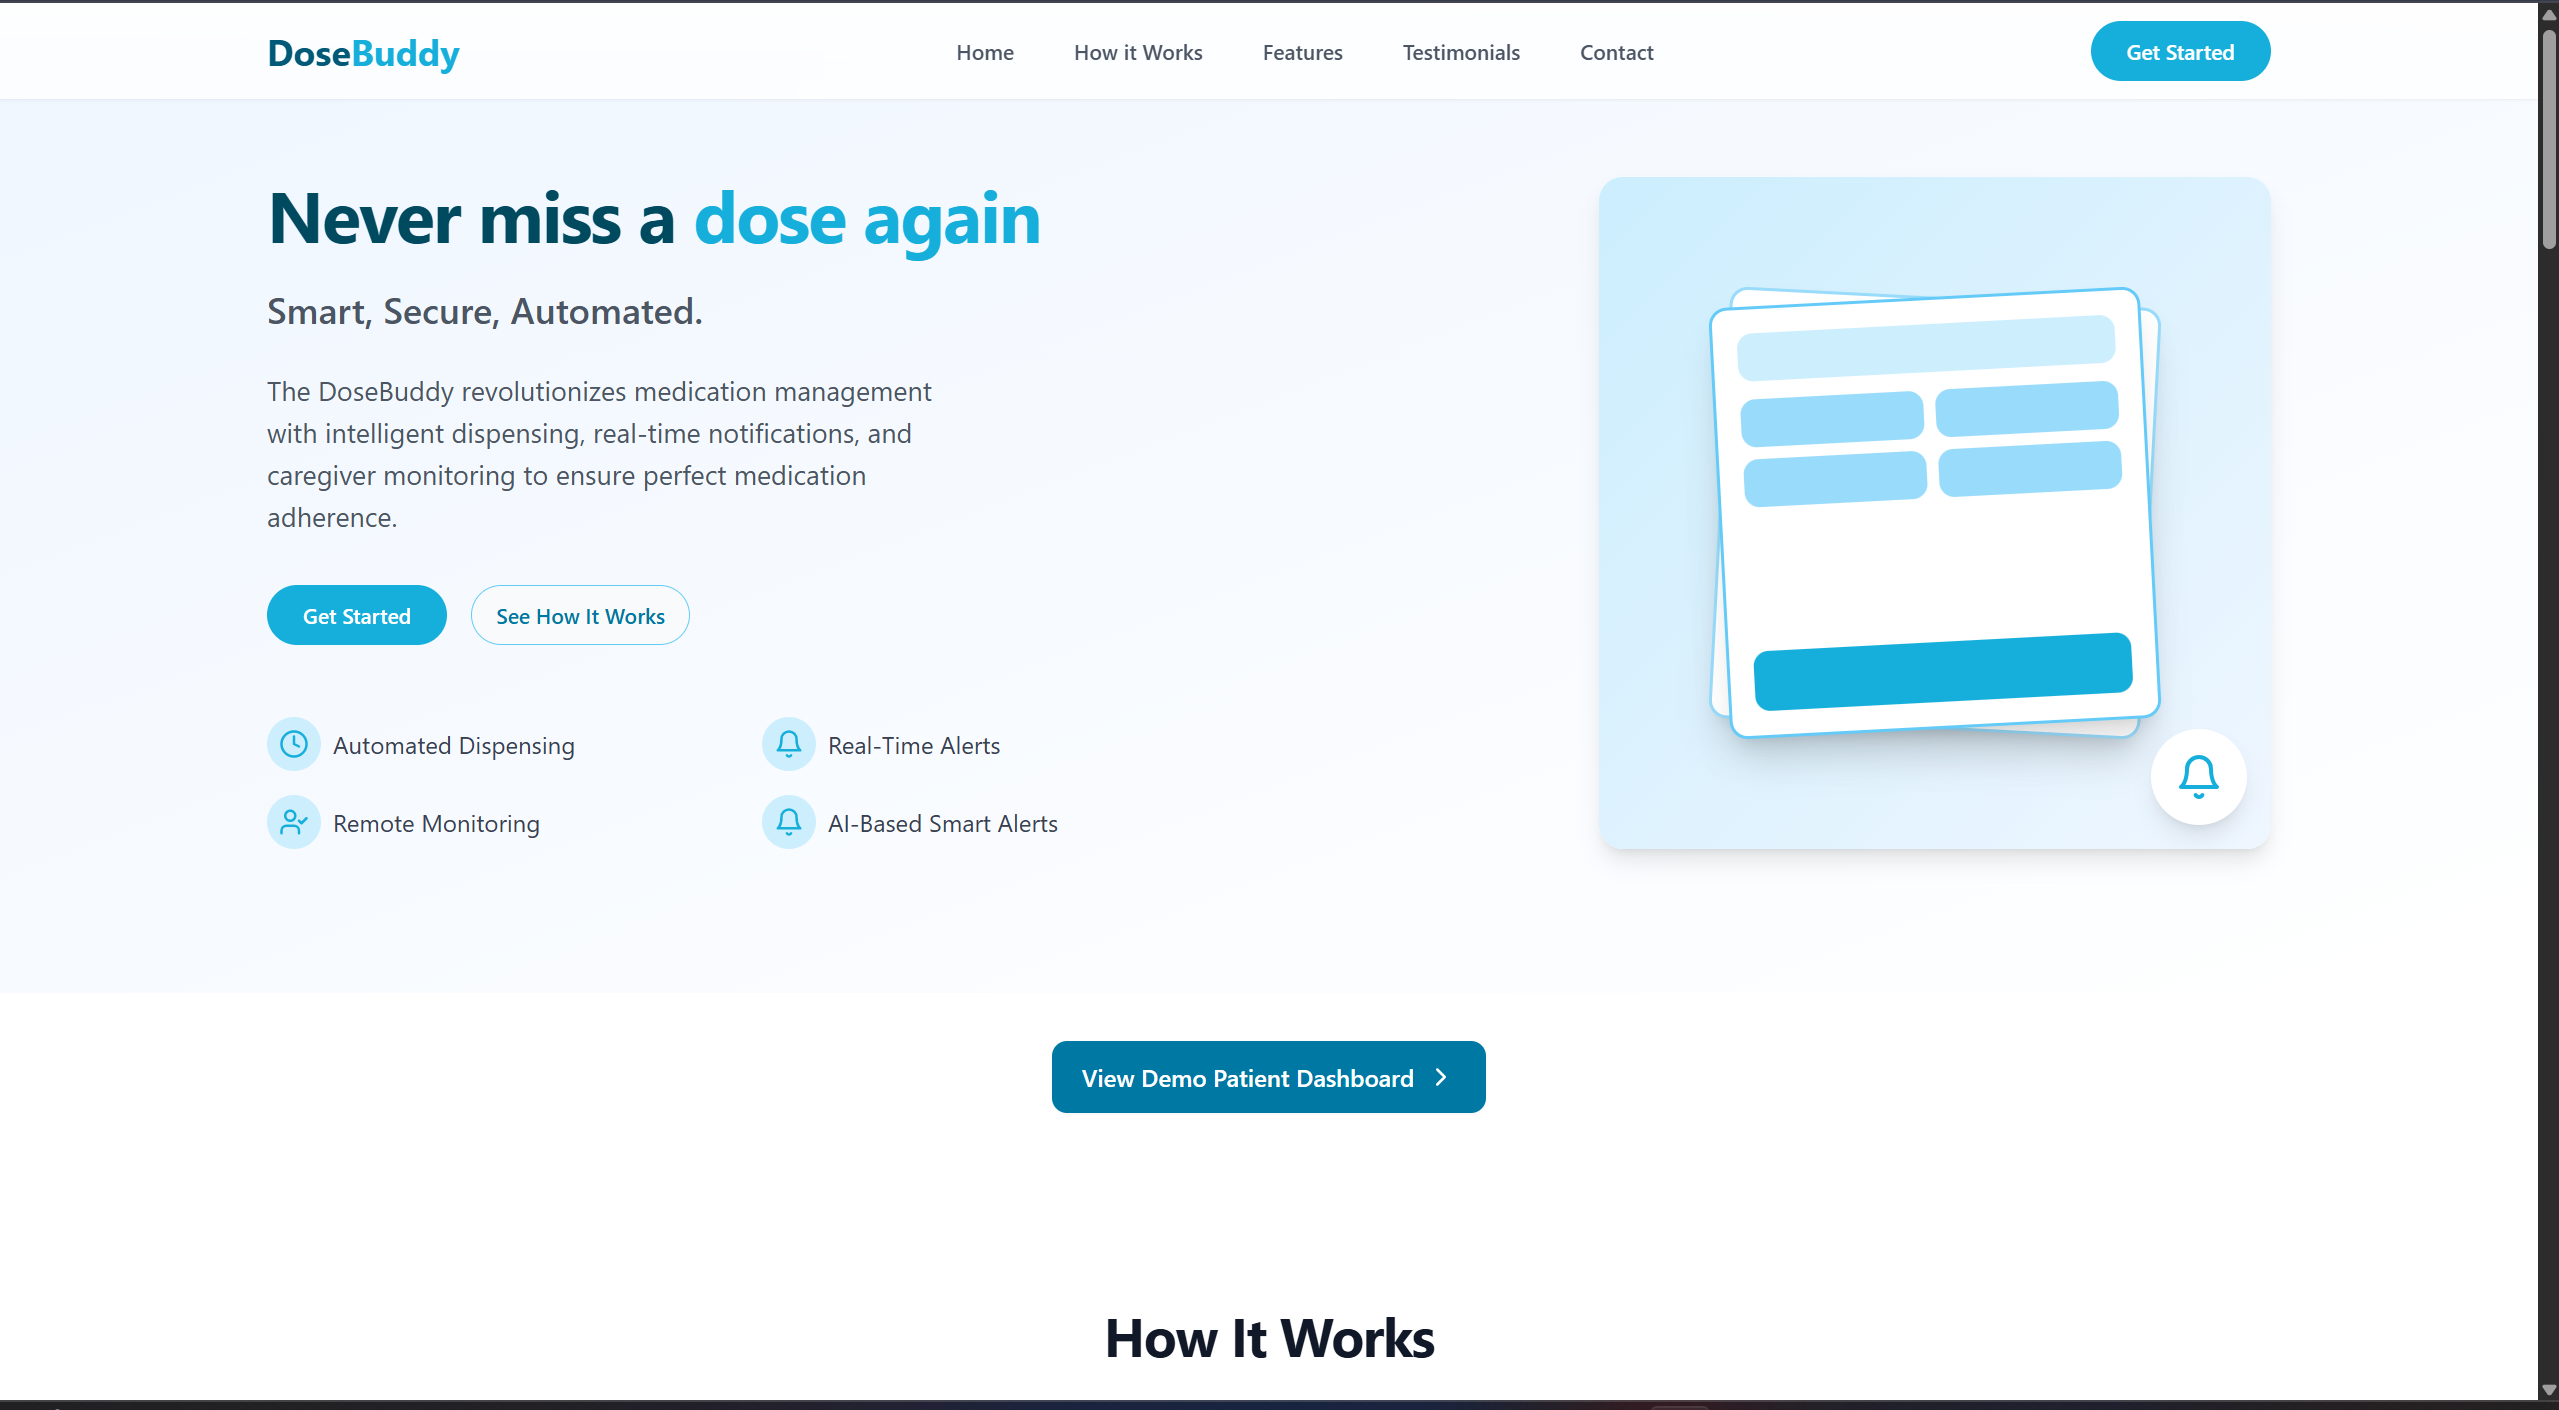 DoseBuddy
Home
How it Works
Features
Testimonials
Contact
Get Started
Never miss a dose again
Smart, Secure, Automated.
The DoseBuddy revolutionizes medication management
with intelligent dispensing, real-time notifications, and
caregiver monitoring to ensure perfect medication
adherence.
Get Started
See How It Works
Automated Dispensing
Real-Time Alerts
Remote Monitoring
AI-Based Smart Alerts
View Demo Patient Dashboard
How It Works